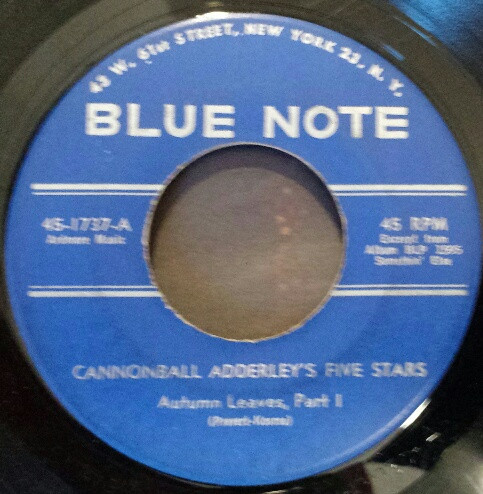 43 W. 61st STREET, NEW YORK 23, N. Y.
BLUE NOTE
45-1737-A
Ardmore Music
45 RPM
Excerpt from
Album BLP 1595
Somethin' Else
CANNONBALL ADDERLEY'S FIVE STARS
Autumn Leaves, Part I
(Prevert-Kosma)